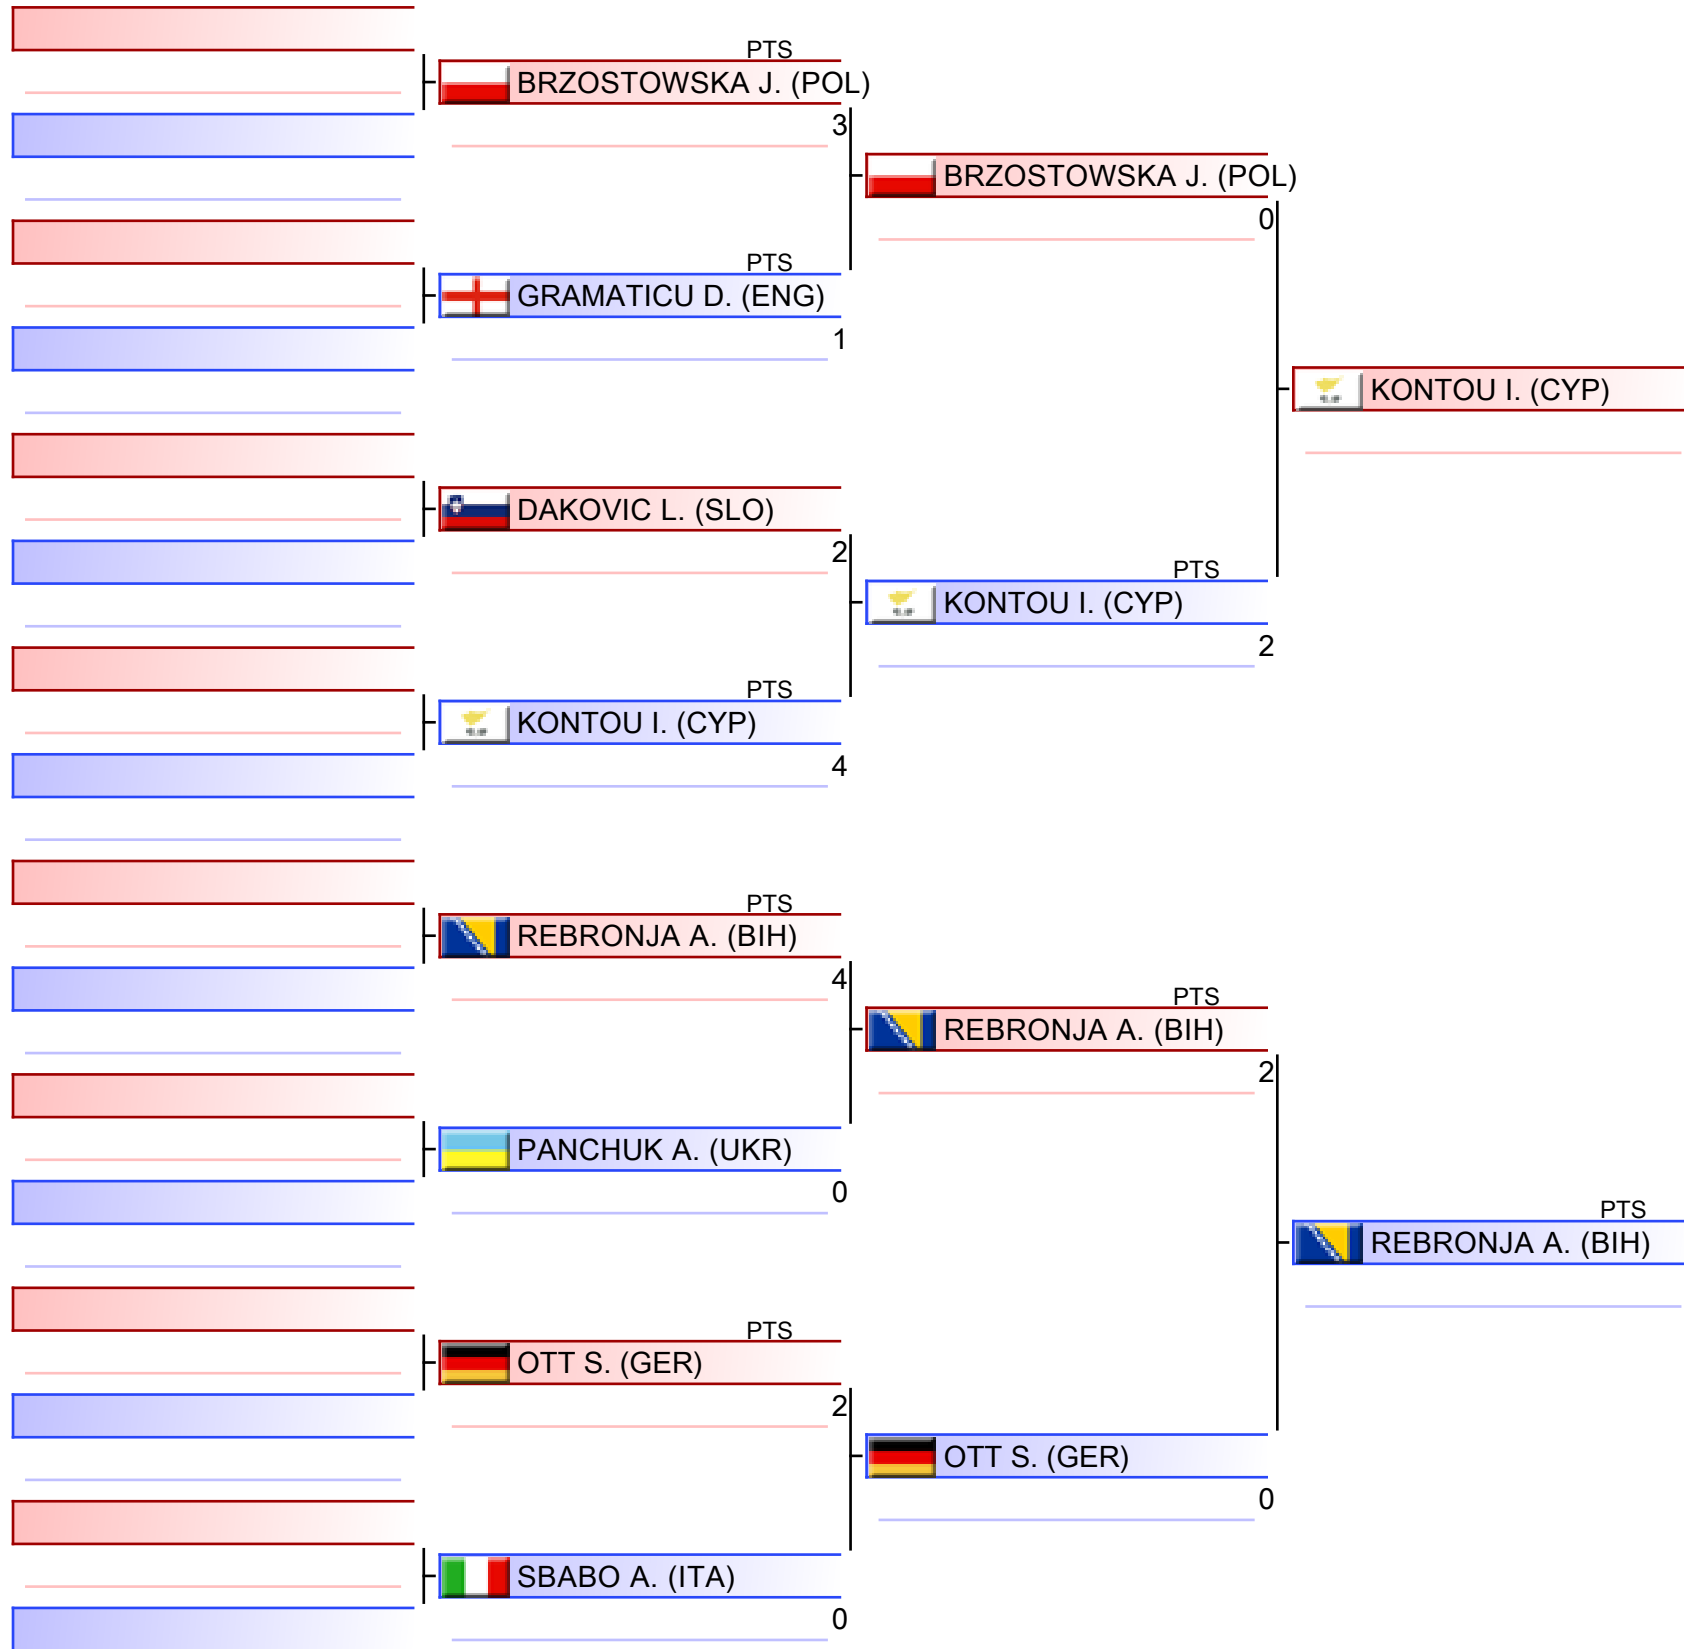 PTS
BRZOSTOWSKA J. (POL)
3
BRZOSTOWSKA J. (POL)
0
PTS
GRAMATICU D. (ENG)
1
KONTOU I. (CYP)
DAKOVIC L. (SLO)
2
PTS
KONTOU I. (CYP)
2
PTS
KONTOU I. (CYP)
4
PTS
REBRONJA A. (BIH)
4
PTS
REBRONJA A. (BIH)
2
PANCHUK A. (UKR)
0
PTS
REBRONJA A. (BIH)
PTS
OTT S. (GER)
2
OTT S. (GER)
0
SBABO A. (ITA)
0